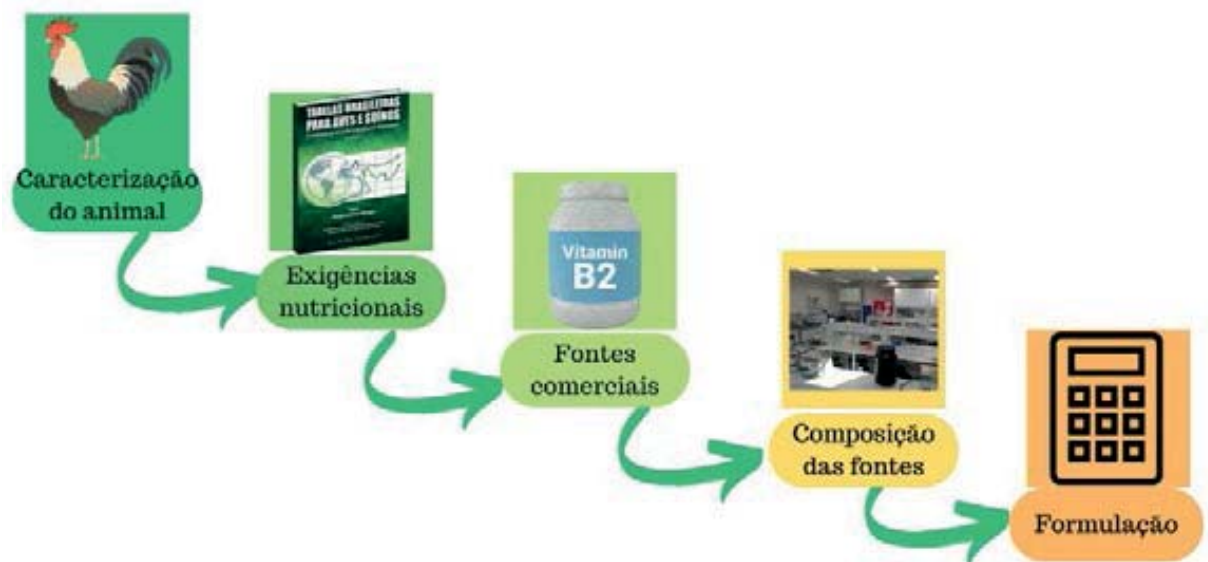 Caracterização
do animal
TABELAS BRASILEIRAS
PARA AVES E SUÍNOS
Exigências
nutricionais
Vitamin
B2
Fontes
comerciais
Composição
das fontes
Formulação